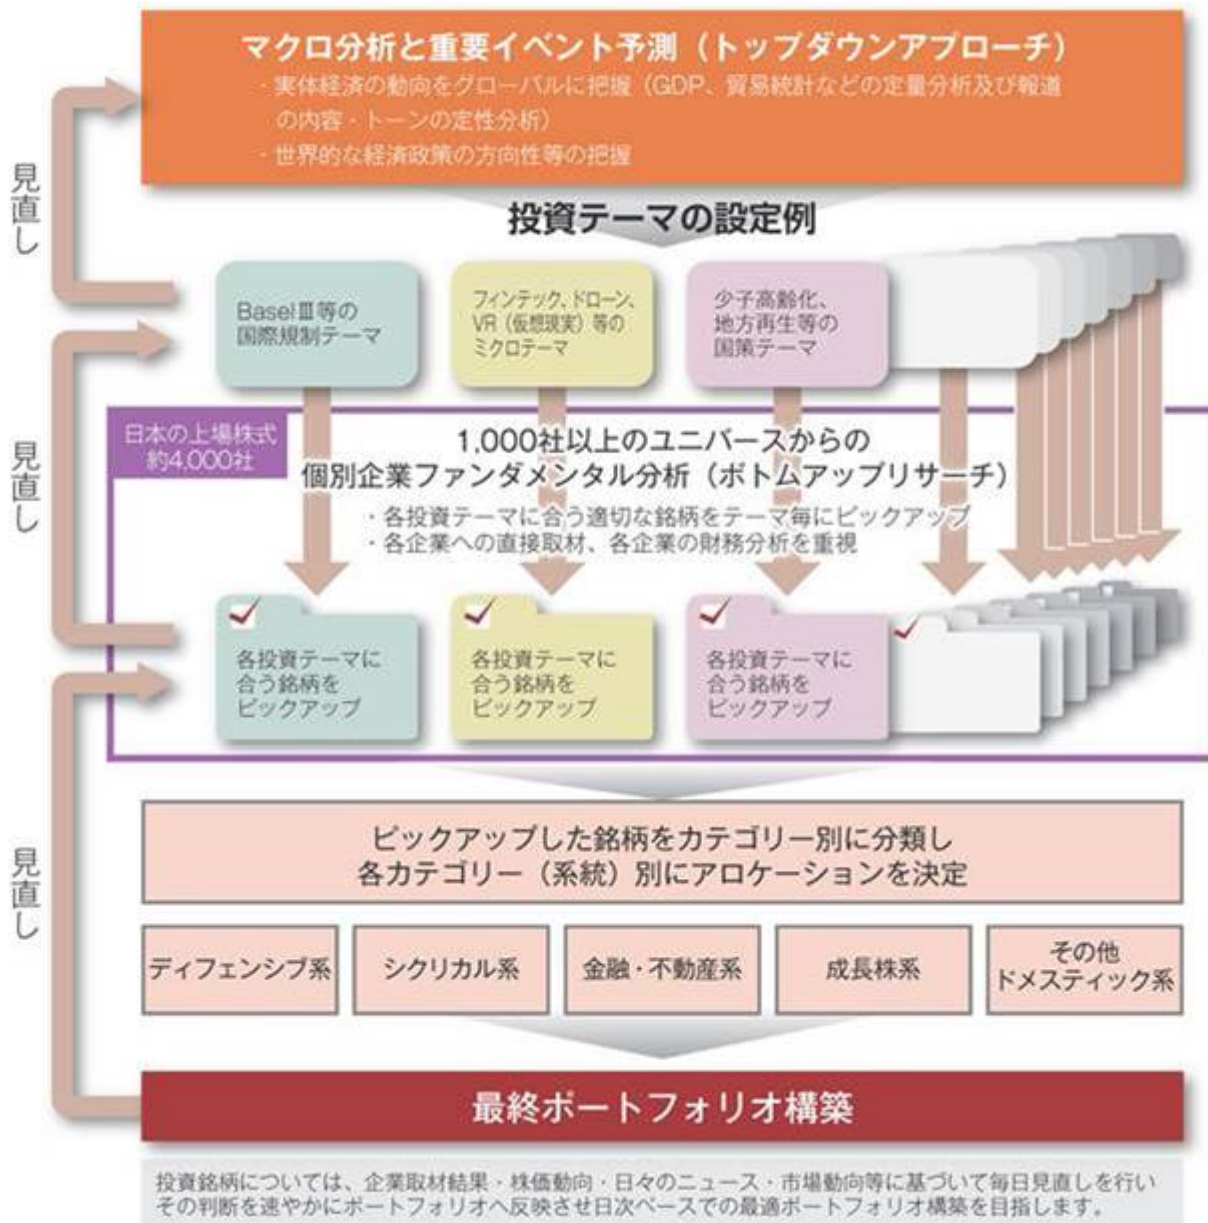 マクロ分析と重要イベント予測（トップダウンアプローチ）
・実体経済の動向をグローバルに把握（GDP、貿易統計などの定量分析及び報道
の内容・トーンの定性分析）
・世界的な経済政策の方向性等の把握
見直し
投資テーマの設定例
BaselⅢ等の
国際規制テーマ
フィンテック、ドローン、
VR（仮想現実）等の
ミクロテーマ
少子高齢化、
地方再生等の
国策テーマ
見直し
日本の上場株式
約4,000社
1,000社以上のユニバースからの
個別企業ファンダメンタル分析（ボトムアップリサーチ）
・各投資テーマに合う適切な銘柄をテーマ毎にピックアップ
・各企業への直接取材、各企業の財務分析を重視
各投資テーマに
合う銘柄を
ピックアップ
各投資テーマに
合う銘柄を
ピックアップ
各投資テーマに
合う銘柄を
ピックアップ
見直し
ピックアップした銘柄をカテゴリー別に分類し
各カテゴリー（系統）別にアロケーションを決定
ディフェンシブ系
シクリカル系
金融・不動産系
成長株系
その他
ドメスティック系
最終ポートフォリオ構築
投資銘柄については、企業取材結果・株価動向・日々のニュース・市場動向等に基づいて毎日見直しを行い
その判断を速やかにポートフォリオへ反映させ日次ベースでの最適ポートフォリオ構築を目指します。